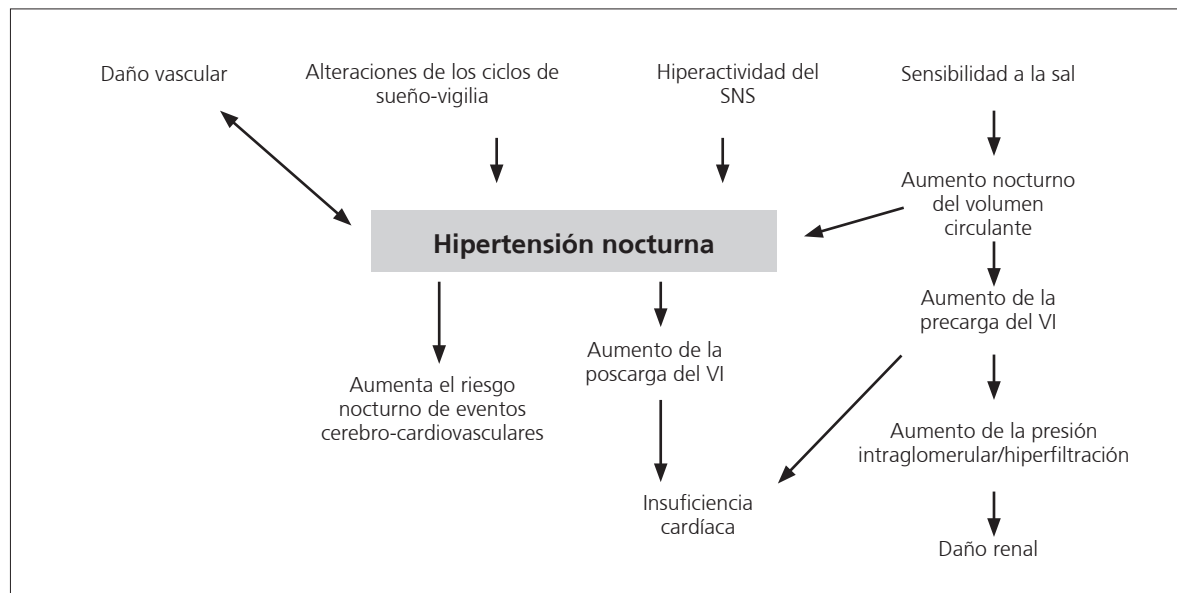 Daño vascular
Alteraciones de los ciclos de
sueño-vigilia
Hiperactividad del
SNS
Sensibilidad a la sal
Aumento nocturno
del volumen
circulante
Hipertensión nocturna
Aumento de la
precarga del VI
Aumento de la
poscarga del VI
Aumenta el riesgo
nocturno de eventos
cerebro-cardiovasculares
Aumento de la presión
intraglomerular/hiperfiltración
Insuficiencia
cardíaca
Daño renal